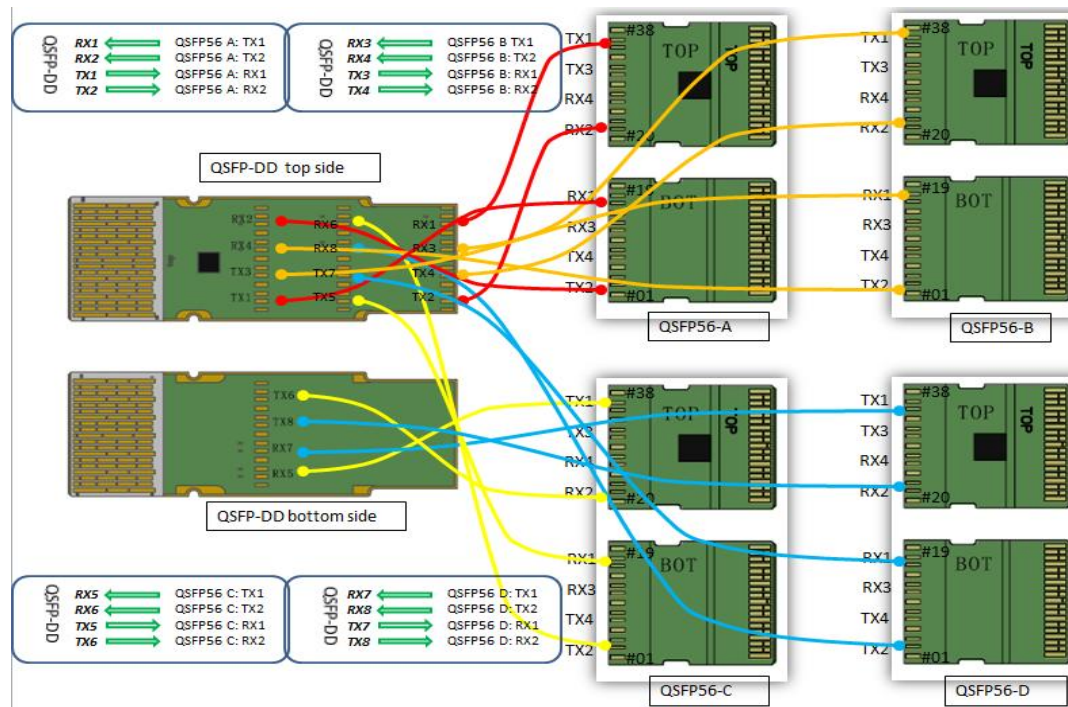 QSFP-DD
RX1 QSFP56 A: TX1
RX2 QSFP56 A: TX2
TX1 QSFP56 A: RX1
TX2 QSFP56 A: RX2
QSFP-DD
RX3 QSFP56 B TX1
RX4 QSFP56 B: TX2
TX3 QSFP56 B: RX1
TX4 QSFP56 B: RX2
TX1
TX3
RX4
RX2
#38
TOP
TOP
#20
RX1
RX3
TX4
TX2
#19
BOT
#01
QSFP56-A
TX1
TX3
RX4
RX2
#38
TOP
TOP
#20
RX1
RX3
TX4
TX2
#19
BOT
#01
QSFP56-B
QSFP-DD top side
RX2 RX6 RX1
RX4 RX8 RX3
TX3 TX7 TX4
TX1 TX5 TX2
top
TX6
TX8
RX7
RX5
QSFP-DD bottom side
TX1
TX3
RX4
RX2
#38
TOP
TOP
#20
RX1
RX3
TX4
TX2
#19
BOT
#01
QSFP56-C
TX1
TX3
RX4
RX2
#38
TOP
TOP
#20
RX1
RX3
TX4
TX2
#19
BOT
#01
QSFP56-D
QSFP-DD
RX5 QSFP56 C: TX1
RX6 QSFP56 C: TX2
TX5 QSFP56 C: RX1
TX6 QSFP56 C: RX2
QSFP-DD
RX7 QSFP56 D: TX1
RX8 QSFP56 D: TX2
TX7 QSFP56 D: RX1
TX8 QSFP56 D: RX2